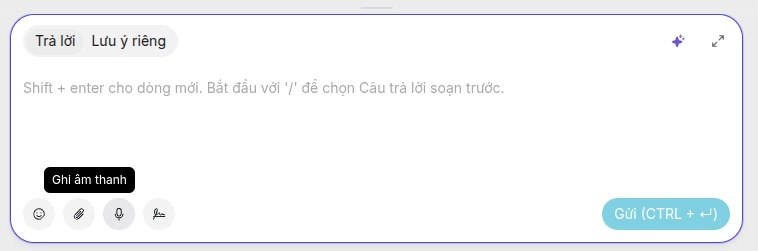 Trả lời Lưu ý riêng
Shift + enter cho dòng mới. Bắt đầu với '/' để chọn Câu trả lời soạn trước.
Ghi âm thanh
Gửi (CTRL + ↵)